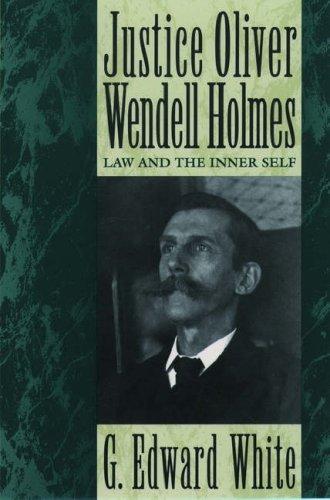 Justice Oliver
Wendell Holmes
LAW AND THE INNER SELF
G. Edward White